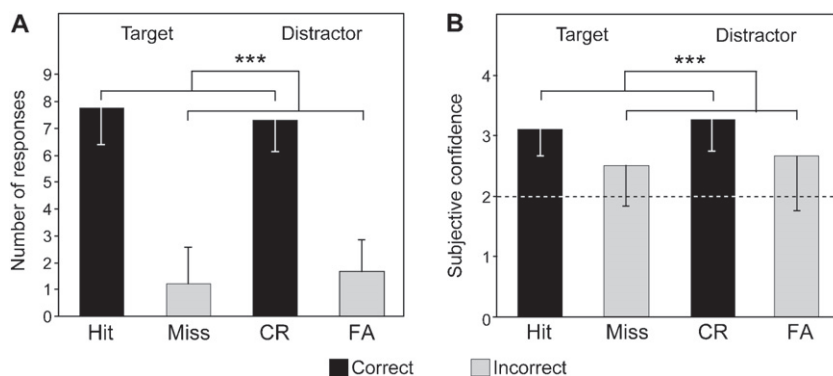 A
Target Distractor
***
Number of responses
9
8
7
6
5
4
3
2
1
0
Hit Miss CR FA
B
Target Distractor
***
Subjective confidence
4
3
2
1
0
Hit Miss CR FA
Correct Incorrect